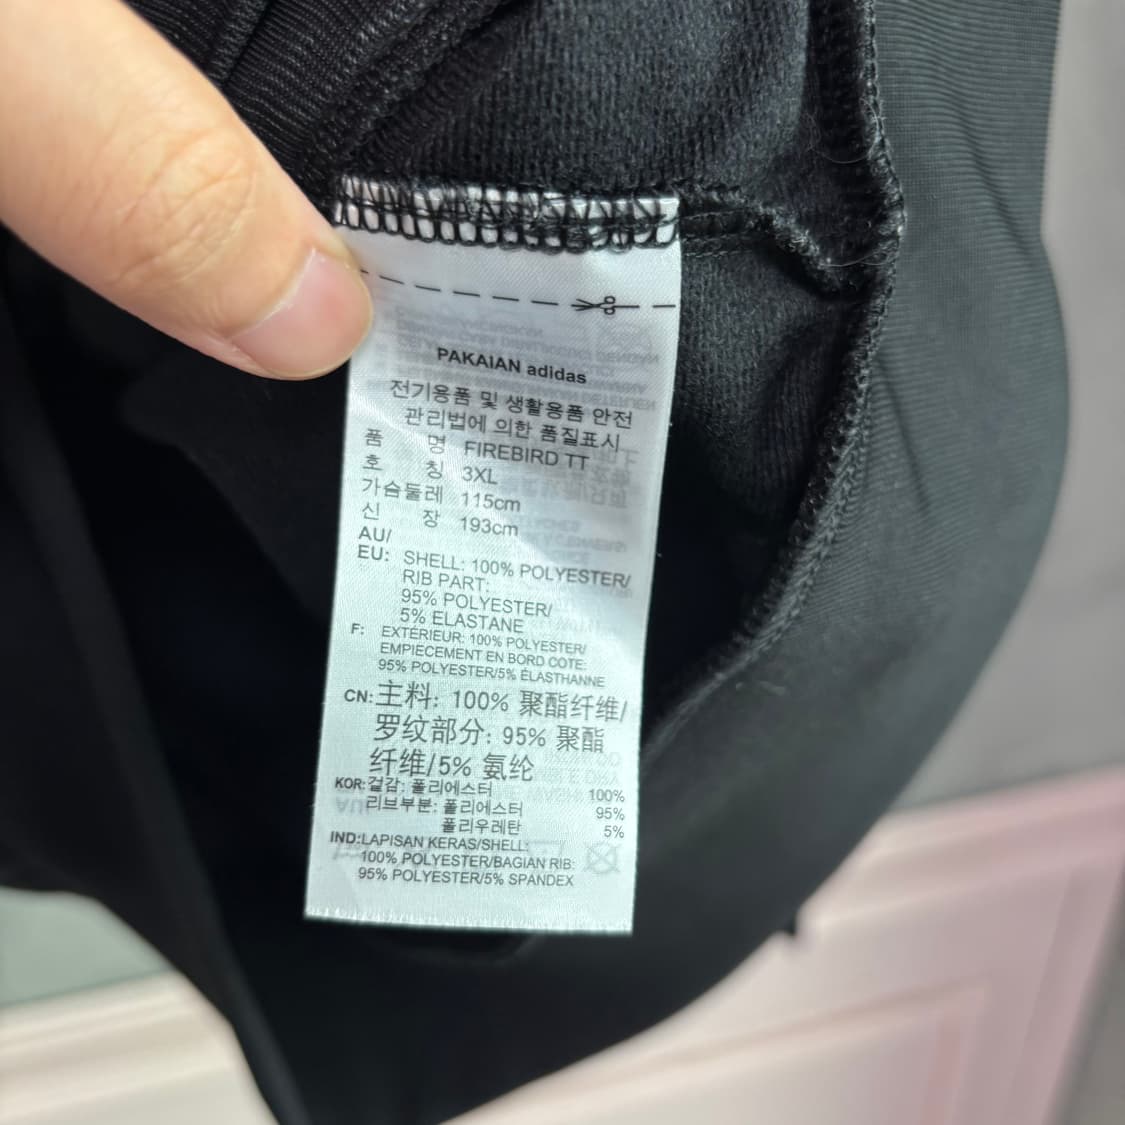 PAKAIAN adidas
전기용품 및 생활용품 안전
관리법에 의한 품질표시
품 명 FIREBIRD TT
호 칭 3XL
가슴둘레 115cm
신 장 193cm
AU/
EU: SHELL: 100% POLYESTER/
RIB PART:
95% POLYESTER/
5% ELASTANE
F: EXTÉRIEUR: 100% POLYESTER/
EMPIECEMENT EN BORD COTE:
95% POLYESTER/5% ÉLASTHANNE
CN: 主料: 100% 聚酯纤维/
罗纹部分: 95% 聚酯
纤维/5% 氨纶
KOR: 겉감: 폴리에스터 100%
리브부분: 폴리에스터 95%
폴리우레탄 5%
IND: LAPISAN KERAS/SHELL:
100% POLYESTER/BAGIAN RIB:
95% POLYESTER/5% SPANDEX